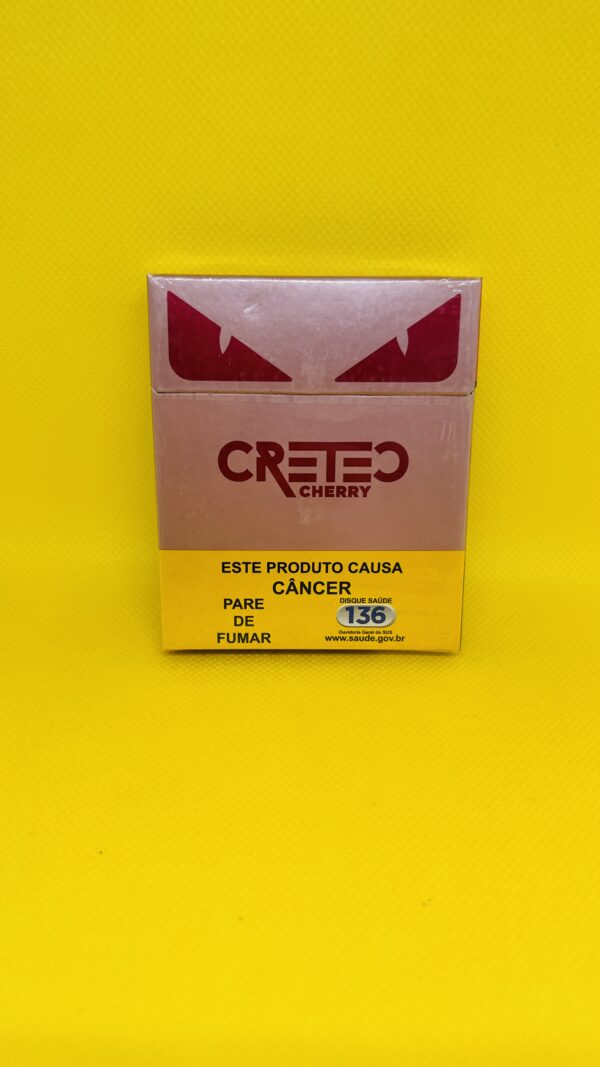 CRETEC
CHERRY
ESTE PRODUTO CAUSA
CÂNCER
PARE
DE
FUMAR
DISQUE SAÚDE
136
Ouvidoria Geral do SUS
www.saude.gov.br